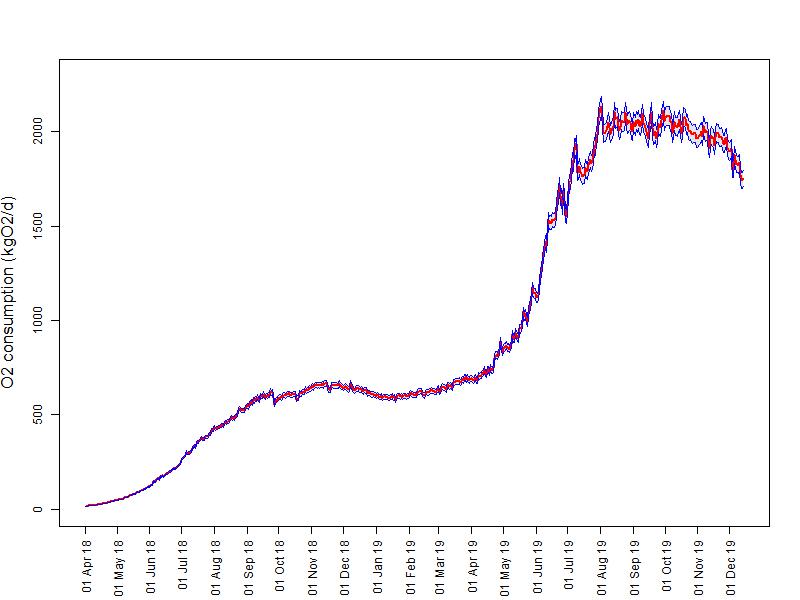 O2 consumption (kgO2/d)
2000
1500
1000
500
0
01 Apr 18
01 May 18
01 Jun 18
01 Jul 18
01 Aug 18
01 Sep 18
01 Oct 18
01 Nov 18
01 Dec 18
01 Jan 19
01 Feb 19
01 Mar 19
01 Apr 19
01 May 19
01 Jun 19
01 Jul 19
01 Aug 19
01 Sep 19
01 Oct 19
01 Nov 19
01 Dec 19